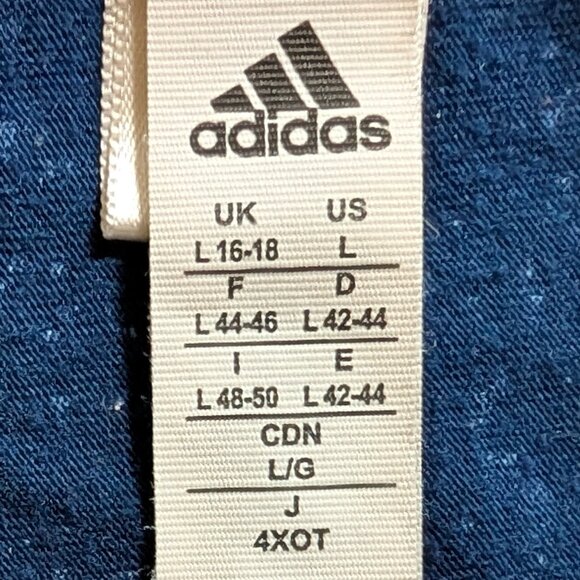 adidas
UK US
L 16-18 L
F D
L 44-46 L 42-44
I E
L 48-50 L 42-44
CDN
L/G
J
4XOT